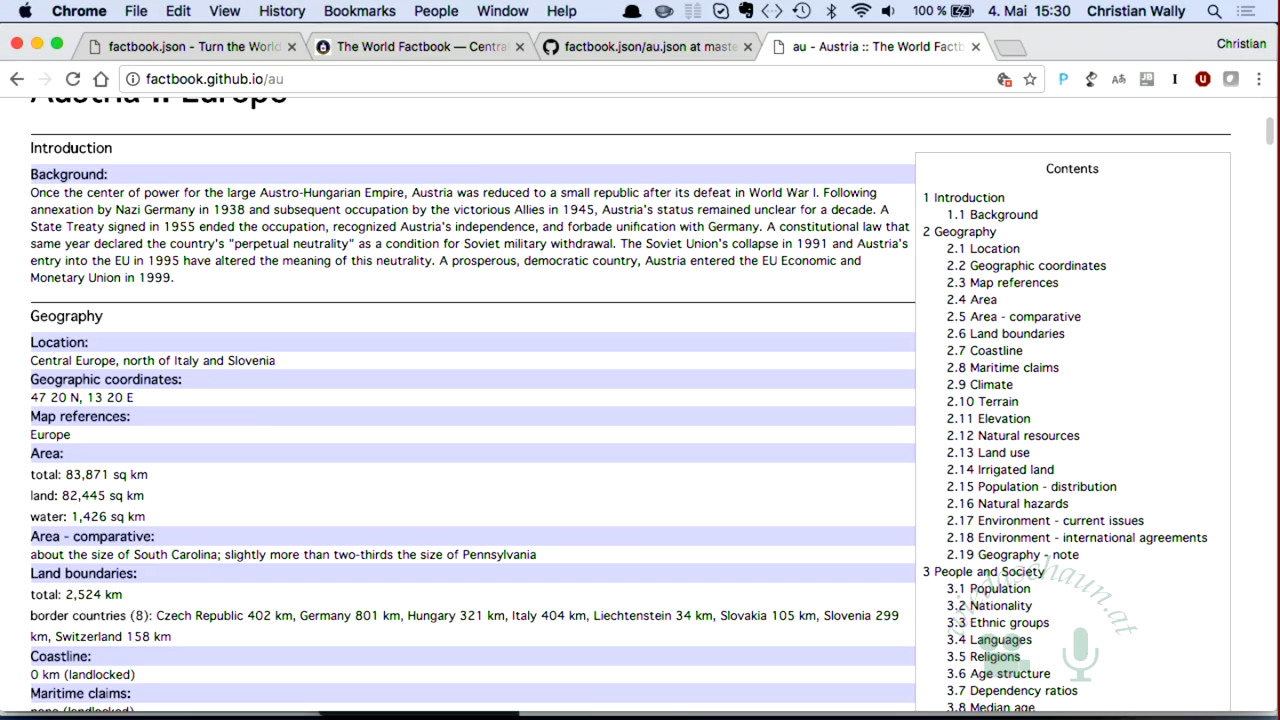 Chrome File Edit View History Bookmarks People Window Help 100 % 4. Mai 15:30 Christian Wally
factbook.json - Turn the World
The World Factbook — Central
factbook.json/au.json at maste
au - Austria :: The World Factb
Christian
factbook.github.io/au
Austria :: Europe
Introduction
Background:
Once the center of power for the large Austro-Hungarian Empire, Austria was reduced to a small republic after its defeat in World War I. Following
annexation by Nazi Germany in 1938 and subsequent occupation by the victorious Allies in 1945, Austria's status remained unclear for a decade. A
State Treaty signed in 1955 ended the occupation, recognized Austria's independence, and forbade unification with Germany. A constitutional law that
same year declared the country's "perpetual neutrality" as a condition for Soviet military withdrawal. The Soviet Union's collapse in 1991 and Austria's
entry into the EU in 1995 have altered the meaning of this neutrality. A prosperous, democratic country, Austria entered the EU Economic and
Monetary Union in 1999.
Geography
Location:
Central Europe, north of Italy and Slovenia
Geographic coordinates:
47 20 N, 13 20 E
Map references:
Europe
Area:
total: 83,871 sq km
land: 82,445 sq km
water: 1,426 sq km
Area - comparative:
about the size of South Carolina; slightly more than two-thirds the size of Pennsylvania
Land boundaries:
total: 2,524 km
border countries (8): Czech Republic 402 km, Germany 801 km, Hungary 321 km, Italy 404 km, Liechtenstein 34 km, Slovakia 105 km, Slovenia 299
km, Switzerland 158 km
Coastline:
0 km (landlocked)
Maritime claims:
none (landlocked)
Contents
1 Introduction
1.1 Background
2 Geography
2.1 Location
2.2 Geographic coordinates
2.3 Map references
2.4 Area
2.5 Area - comparative
2.6 Land boundaries
2.7 Coastline
2.8 Maritime claims
2.9 Climate
2.10 Terrain
2.11 Elevation
2.12 Natural resources
2.13 Land use
2.14 Irrigated land
2.15 Population - distribution
2.16 Natural hazards
2.17 Environment - current issues
2.18 Environment - international agreements
2.19 Geography - note
3 People and Society
3.1 Population
3.2 Nationality
3.3 Ethnic groups
3.4 Languages
3.5 Religions
3.6 Age structure
3.7 Dependency ratios
3.8 Median age